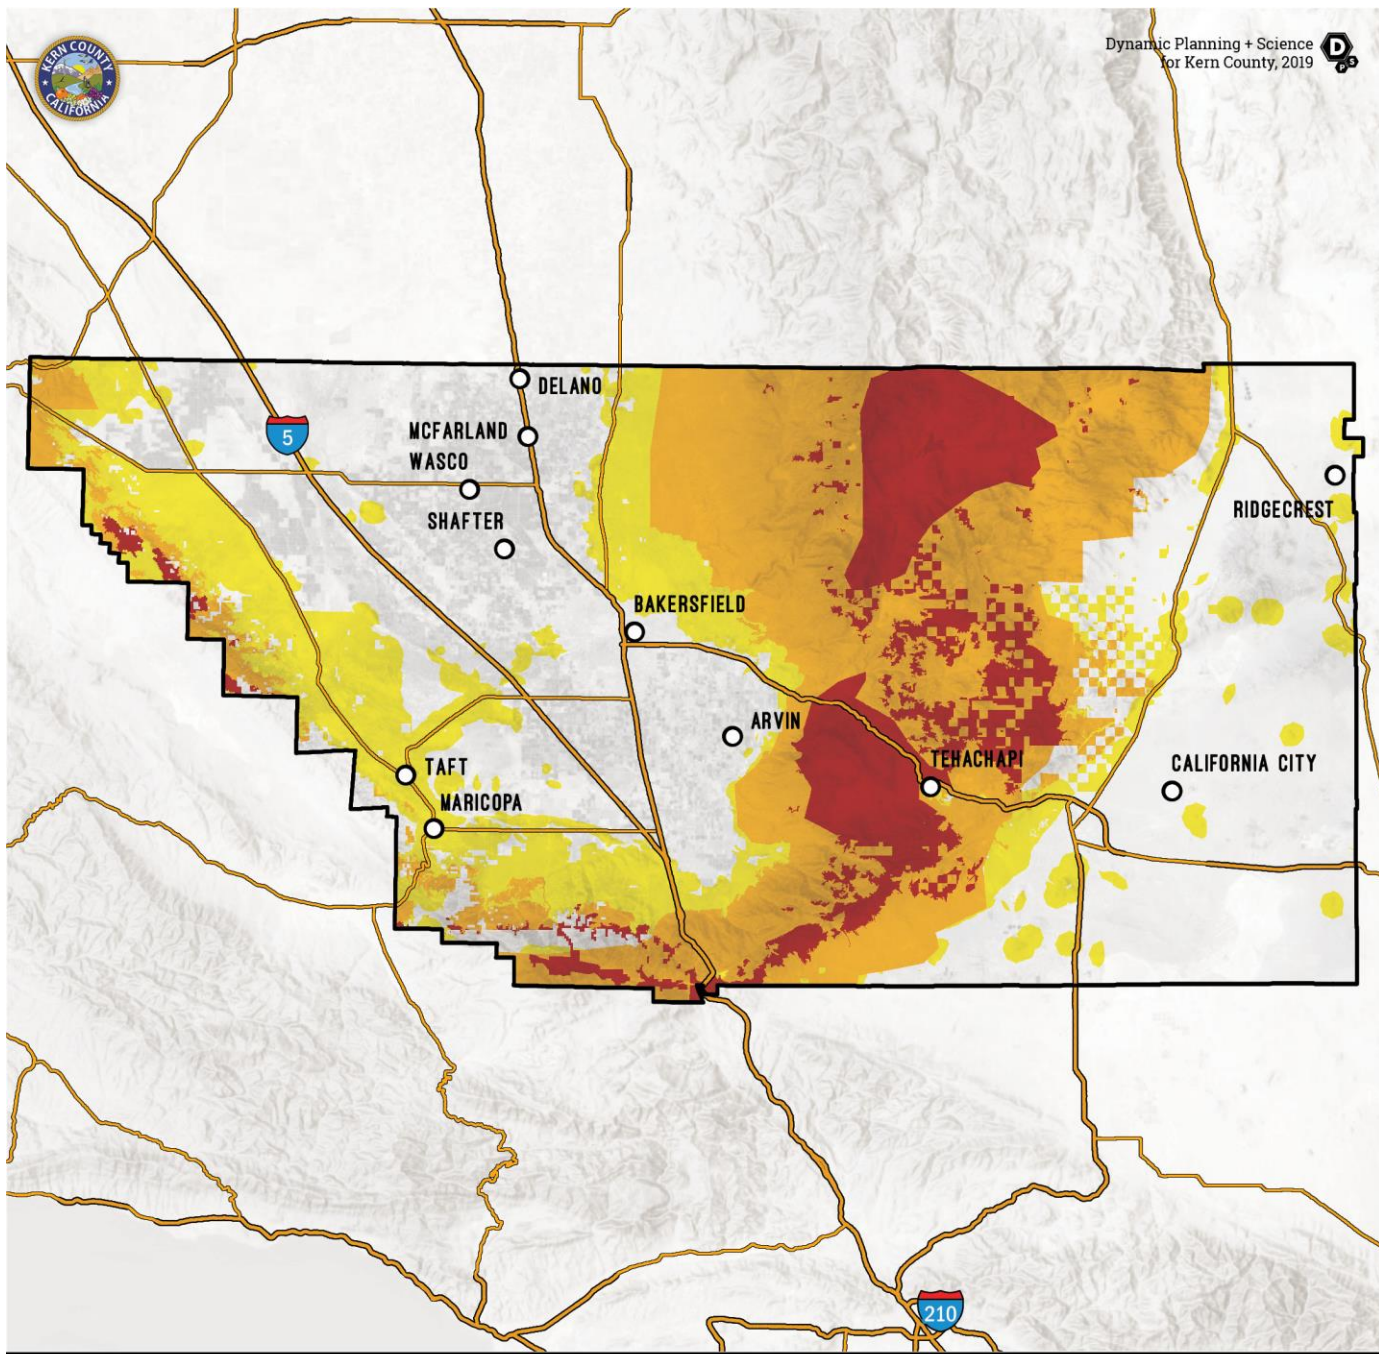 KERN COUNTY
CALIFORNIA
Dynamic Planning + Science
for Kern County, 2019
D
P S
DELANO
5
MCFARLAND
WASCO
RIDGECREST
SHAFTER
BAKERSFIELD
ARVIN
TEHACHAPI
CALIFORNIA CITY
TAFT
MARICOPA
210